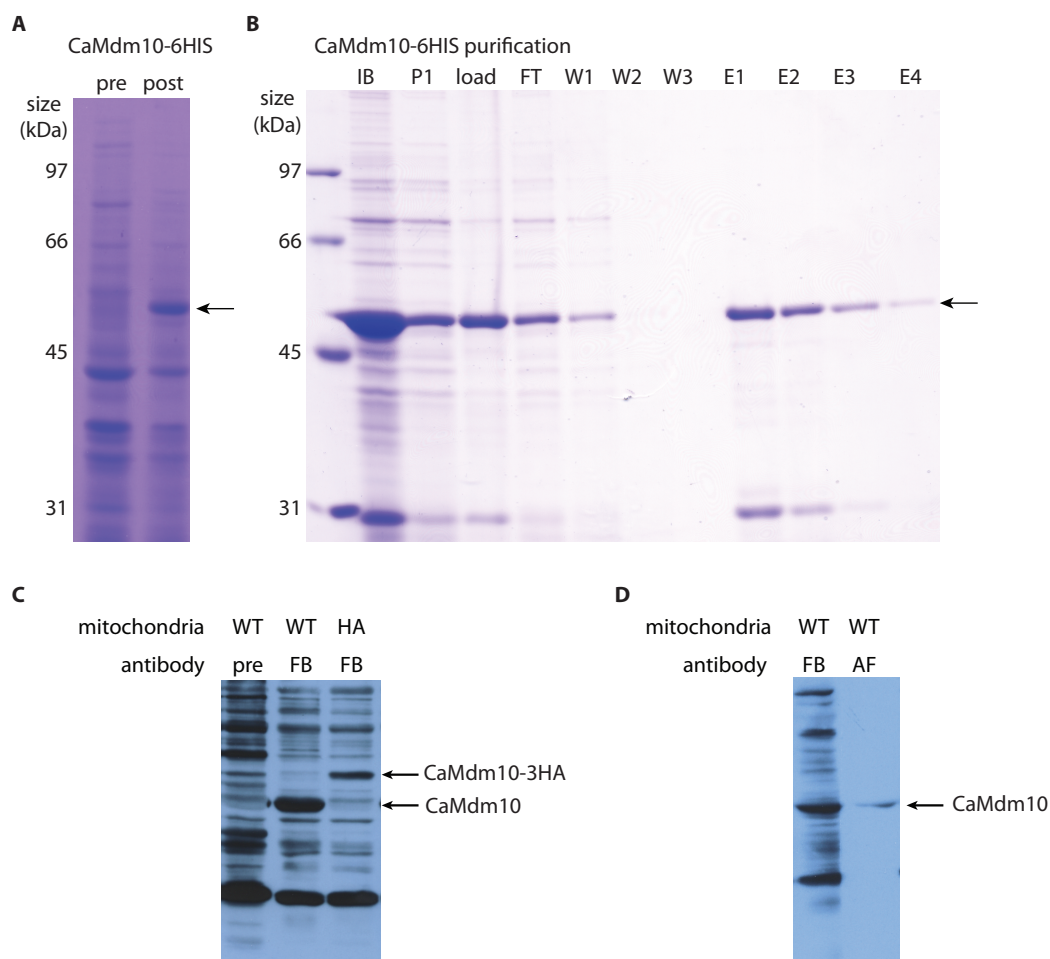 A
CaMdm10-6HIS
pre post
size
(kDa)
97
66
45
31
B
CaMdm10-6HIS purification
IB P1 load FT W1 W2 W3 E1 E2 E3 E4
size
(kDa)
97
66
45
31
C
mitochondria WT WT HA
antibody pre FB FB
CaMdm10-3HA
CaMdm10
D
mitochondria WT WT
antibody FB AF
CaMdm10